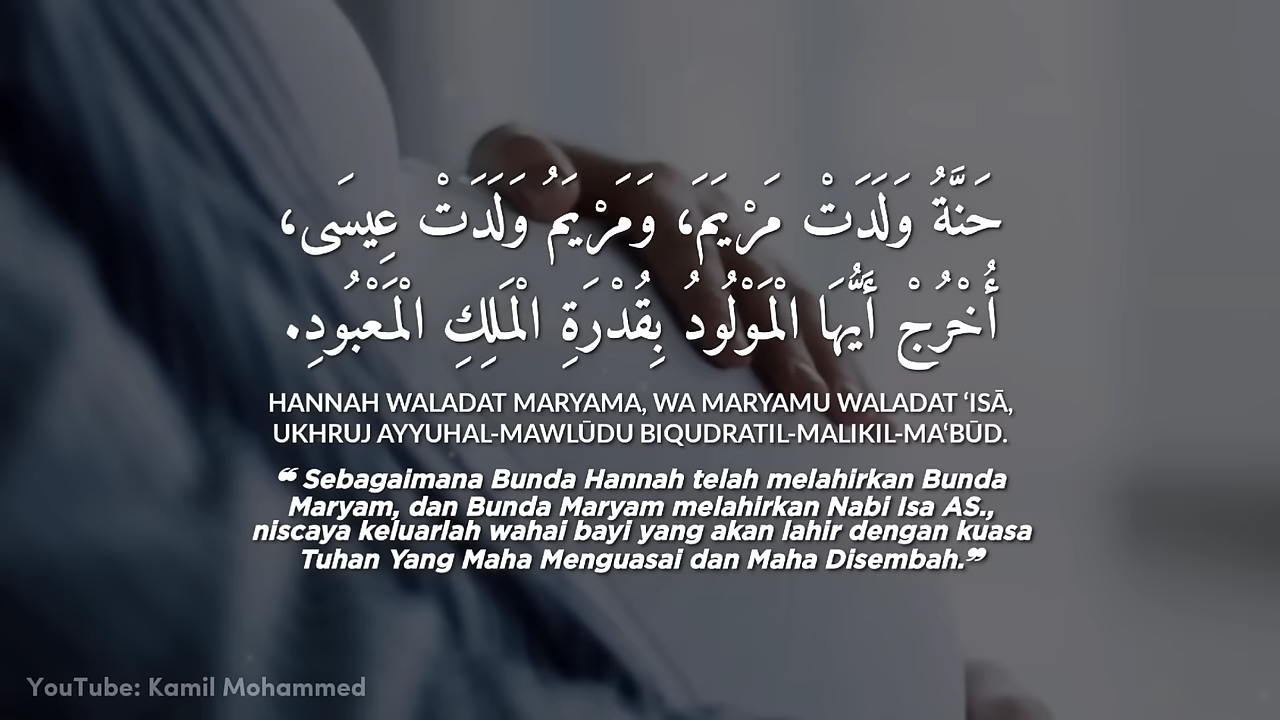 حَنَّةُ وَلَدَتْ مَرْيَمَ، وَمَرْيَمُ وَلَدَتْ عِيسَى،
أُخْرُجْ أَيُّهَا الْمَوْلُودُ بِقُدْرَةِ الْمَلِكِ الْمَعْبُودِ.
HANNAH WALADAT MARYAMA, WA MARYAMU WALADAT ‘ISĀ,
UKHRUJ AYYUHAL-MAWLŪDU BIQUDRATIL-MALIKIL-MA‘BŪD.
❝ Sebagaimana Bunda Hannah telah melahirkan Bunda
Maryam, dan Bunda Maryam melahirkan Nabi Isa AS.,
niscaya keluarlah wahai bayi yang akan lahir dengan kuasa
Tuhan Yang Maha Menguasai dan Maha Disembah.❞
YouTube: Kamil Mohammed